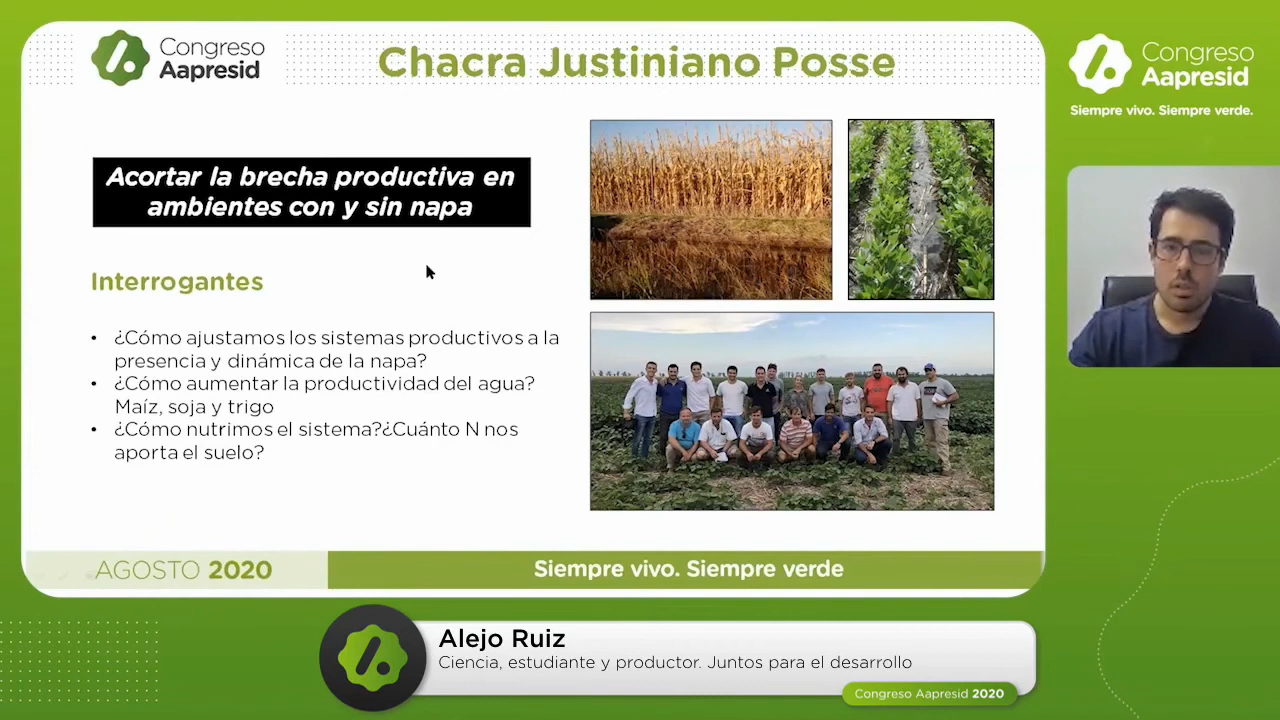 Congreso
Aapresid
Chacra Justiniano Posse
Congreso
Aapresid
Siempre vivo. Siempre verde.
Acortar la brecha productiva en
ambientes con y sin napa
Interrogantes
• ¿Cómo ajustamos los sistemas productivos a la
presencia y dinámica de la napa?
• ¿Cómo aumentar la productividad del agua?
Maíz, soja y trigo
• ¿Cómo nutrimos el sistema?¿Cuánto N nos
aporta el suelo?
AGOSTO 2020
Siempre vivo. Siempre verde
Alejo Ruiz
Ciencia, estudiante y productor. Juntos para el desarrollo
Congreso Aapresid 2020